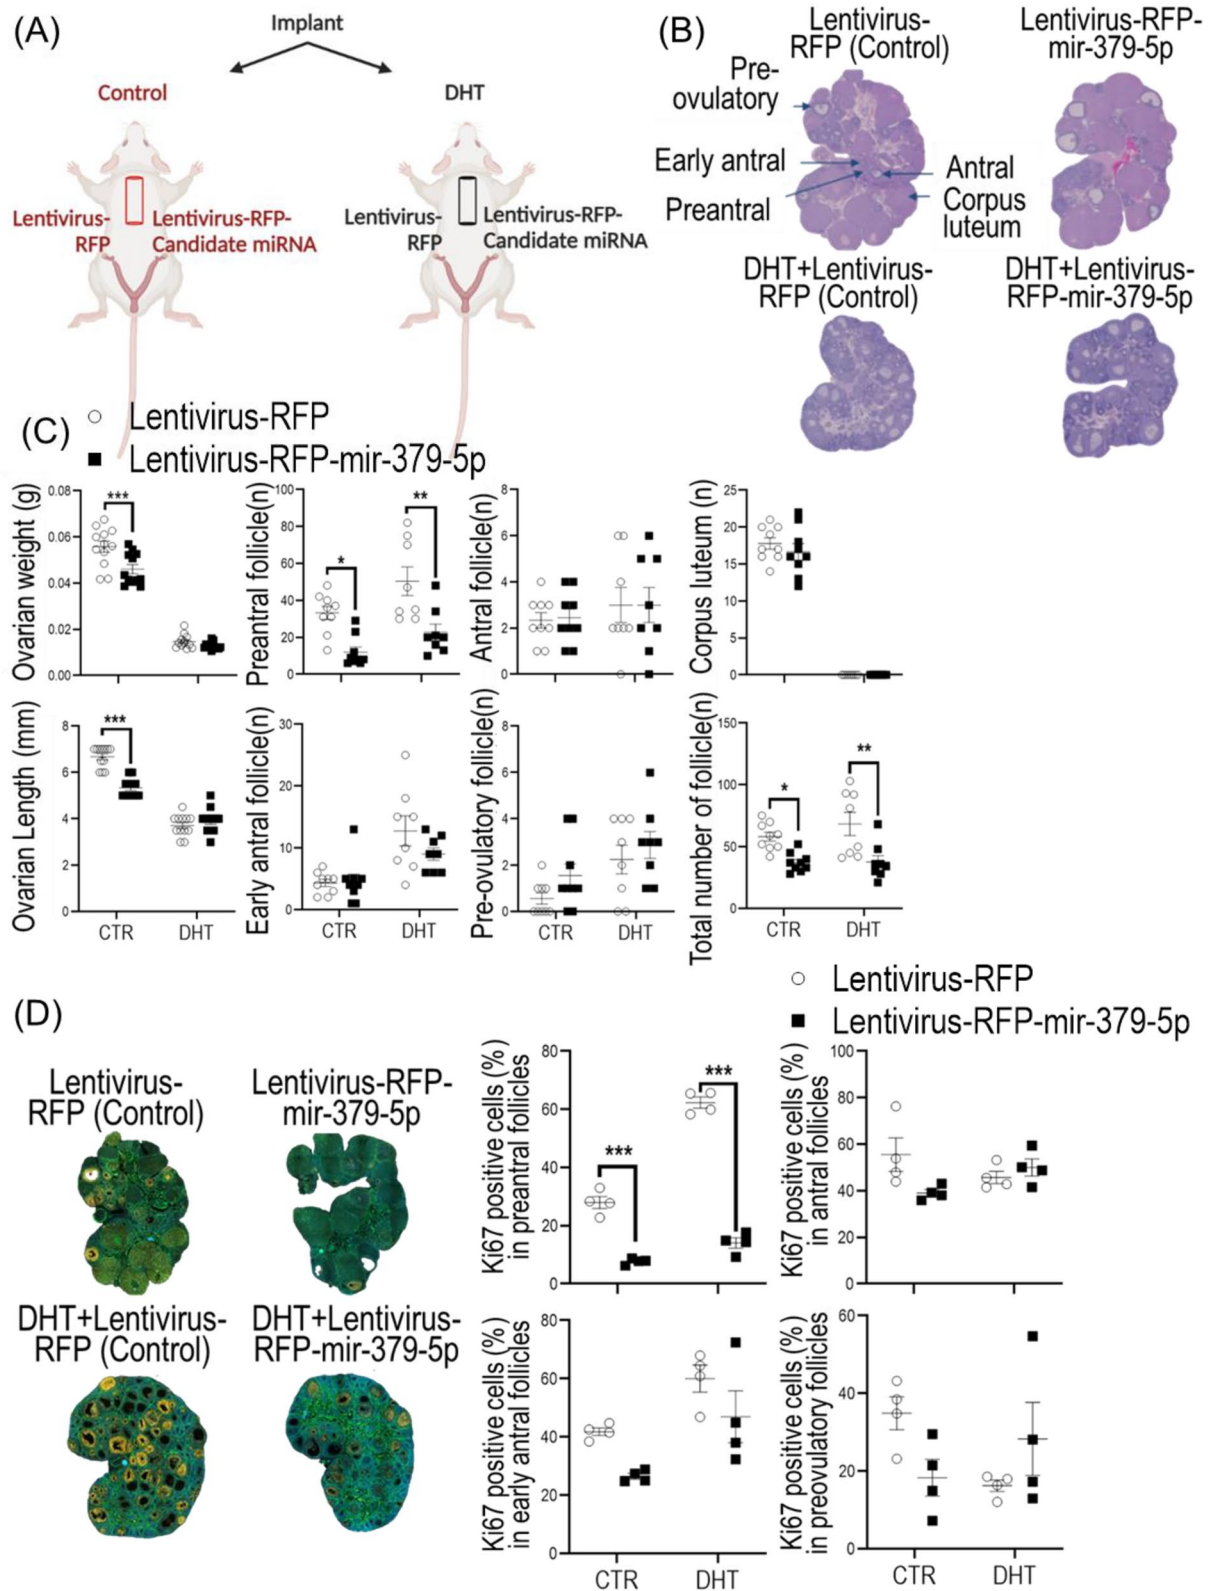 (A)
Implant
Control
DHT
Lentivirus-
RFP
Lentivirus-RFP-
Candidate miRNA
Lentivirus-
RFP
Lentivirus-RFP-
Candidate miRNA
(B)
Lentivirus-
RFP (Control)
Lentivirus-RFP-
mir-379-5p
Pre-
ovulatory
Early antral
Preantral
Antral
Corpus
luteum
DHT+Lentivirus-
RFP (Control)
DHT+Lentivirus-
RFP-mir-379-5p
(C)
Lentivirus-RFP
Lentivirus-RFP-mir-379-5p
Ovarian weight (g)
0.08
0.06
0.04
0.02
0.00
***
Preantral follicle(n)
100
80
60
40
20
0
*
**
Antral follicle(n)
8
6
4
2
0
Corpus luteum (n)
25
20
15
10
5
0
Ovarian Length (mm)
8
6
4
2
0
***
CTR
DHT
Early antral follicle(n)
30
20
10
0
CTR
DHT
Pre-ovulatory follicle(n)
8
6
4
2
0
CTR
DHT
Total number of follicle(n)
150
100
50
0
*
**
CTR
DHT
(D)
Lentivirus-RFP
Lentivirus-RFP-mir-379-5p
Lentivirus-
RFP (Control)
Lentivirus-RFP-
mir-379-5p
DHT+Lentivirus-
RFP (Control)
DHT+Lentivirus-
RFP-mir-379-5p
Ki67 positive cells (%)
in preantral follicles
80
60
40
20
0
***
***
Ki67 positive cells (%)
in antral follicles
100
80
60
40
20
0
Ki67 positive cells (%)
in early antral follicles
80
60
40
20
0
CTR
DHT
Ki67 positive cells (%)
in preovulatory follicles
60
40
20
0
CTR
DHT